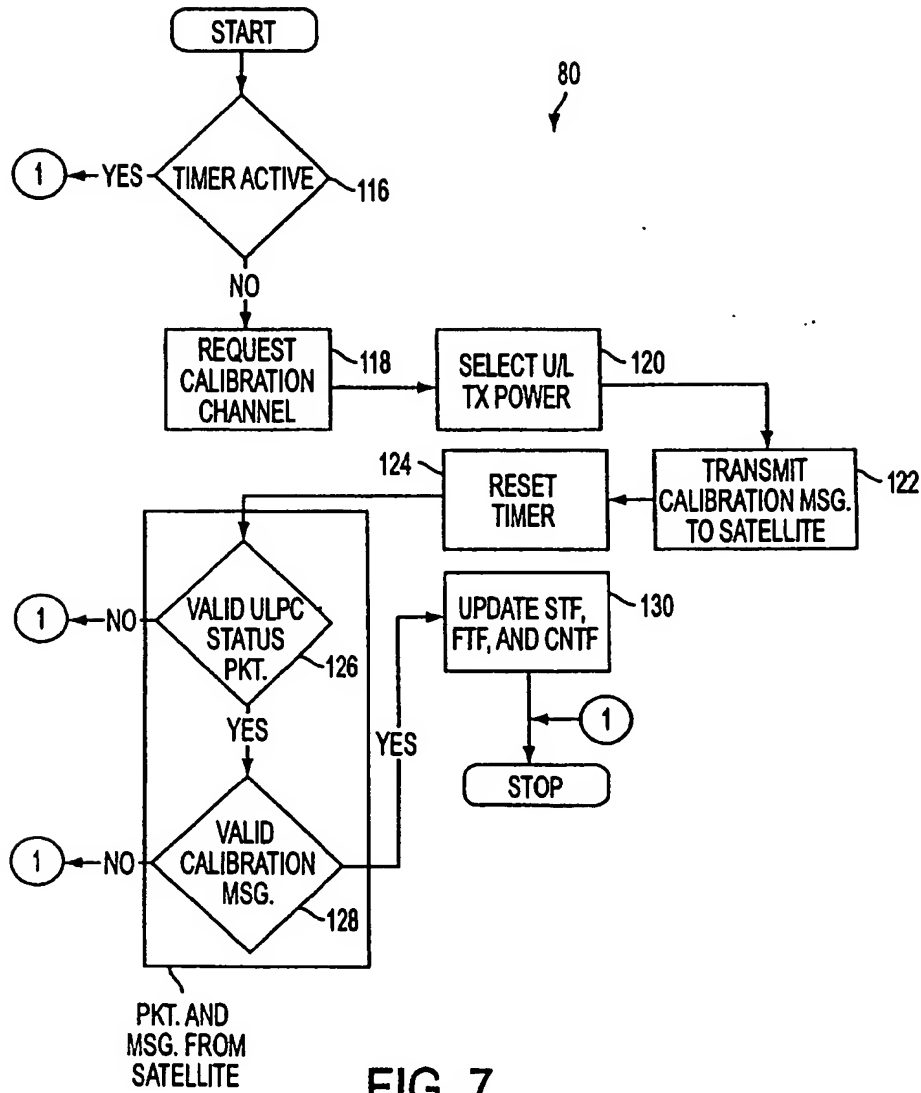 START
80
1
YES
TIMER ACTIVE
116
NO
REQUEST
CALIBRATION
CHANNEL
118
SELECT U/L
TX POWER
120
TRANSMIT
CALIBRATION MSG.
TO SATELLITE
122
124
RESET
TIMER
1
NO
VALID ULPC
STATUS
PKT.
126
UPDATE STF,
FTF, AND CNTF
130
YES
YES
1
STOP
1
NO
VALID
CALIBRATION
MSG.
128
PKT. AND
MSG. FROM
SATELLITE
FIG. 7